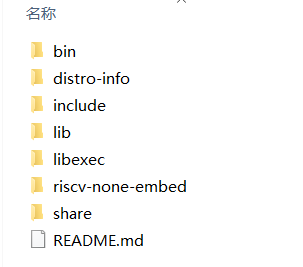 名称
bin
distro-info
include
lib
libexec
riscv-none-embed
share
README.md